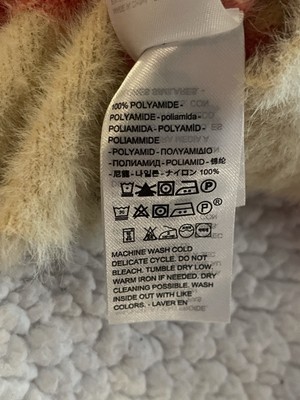 100% POLYAMIDE -
POLYAMIDE - poliamida -
POLIAMIDA - POLYAMID -
POLIAMMIDE
- POLYAMID - ΠΟΛΥΑΜΙΔΙΟ
- ПОЛИАМИД - POLIAMID - 锦纶
- 尼龍 - 나일론 - ナイロン 100%
MACHINE WASH COLD
DELICATE CYCLE. DO NOT
BLEACH. TUMBLE DRY LOW.
WARM IRON IF NEEDED. DRY
CLEANING POSSIBLE. WASH
INSIDE OUT WITH LIKE
COLORS. - LAVER EN